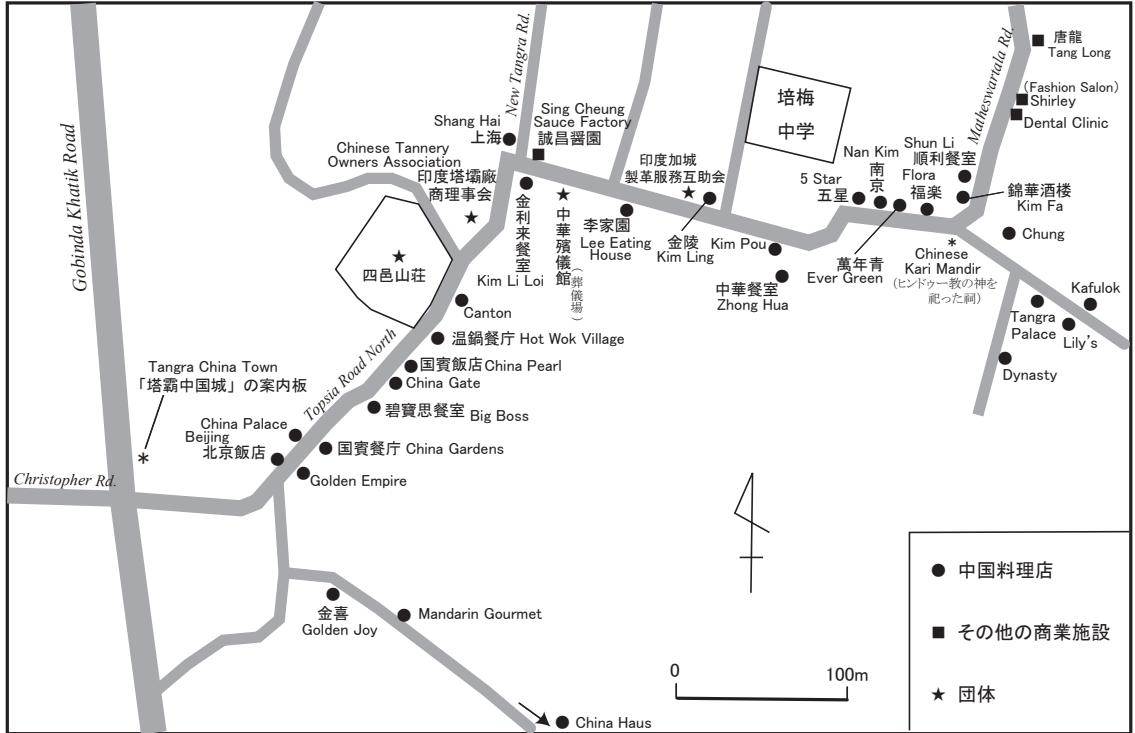 Gobinda Khatik Road
New Tangra Rd.
Matheswartala Rd.
Topsia Road North
Christopher Rd.
唐龍
Tang Long
(Fashion Salon)
Shirley
Dental Clinic
培梅
中学
Sing Cheung
Sauce Factory
誠昌醤園
Shang Hai
上海
Chinese Tannery
Owners Association
印度塔壩廠
商理事会
印度加城
製革服務互助会
Shun Li
順利餐室
Nan Kim
南京
Flora
福楽
5 Star
五星
錦華酒楼
Kim Fa
Chung
四邑山荘
金利来餐室
Kim Li Loi
中華殯儀館
(葬儀場)
李家園
Lee Eating
House
金陵
Kim Ling
Kim Pou
中華餐室
Zhong Hua
萬年青
Ever Green
Chinese
Kari Mandir
(ヒンドゥー教の神を
祀った祠)
Kafulok
Tangra
Palace
Lily's
Dynasty
Canton
温鍋餐庁 Hot Wok Village
国賓飯店 China Pearl
China Gate
碧寶思餐室 Big Boss
Tangra China Town
「塔霸中国城」の案内板
China Palace
Beijing
北京飯店
国賓餐庁 China Gardens
Golden Empire
金喜
Golden Joy
Mandarin Gourmet
China Haus
0 100m
中国料理店
その他の商業施設
団体